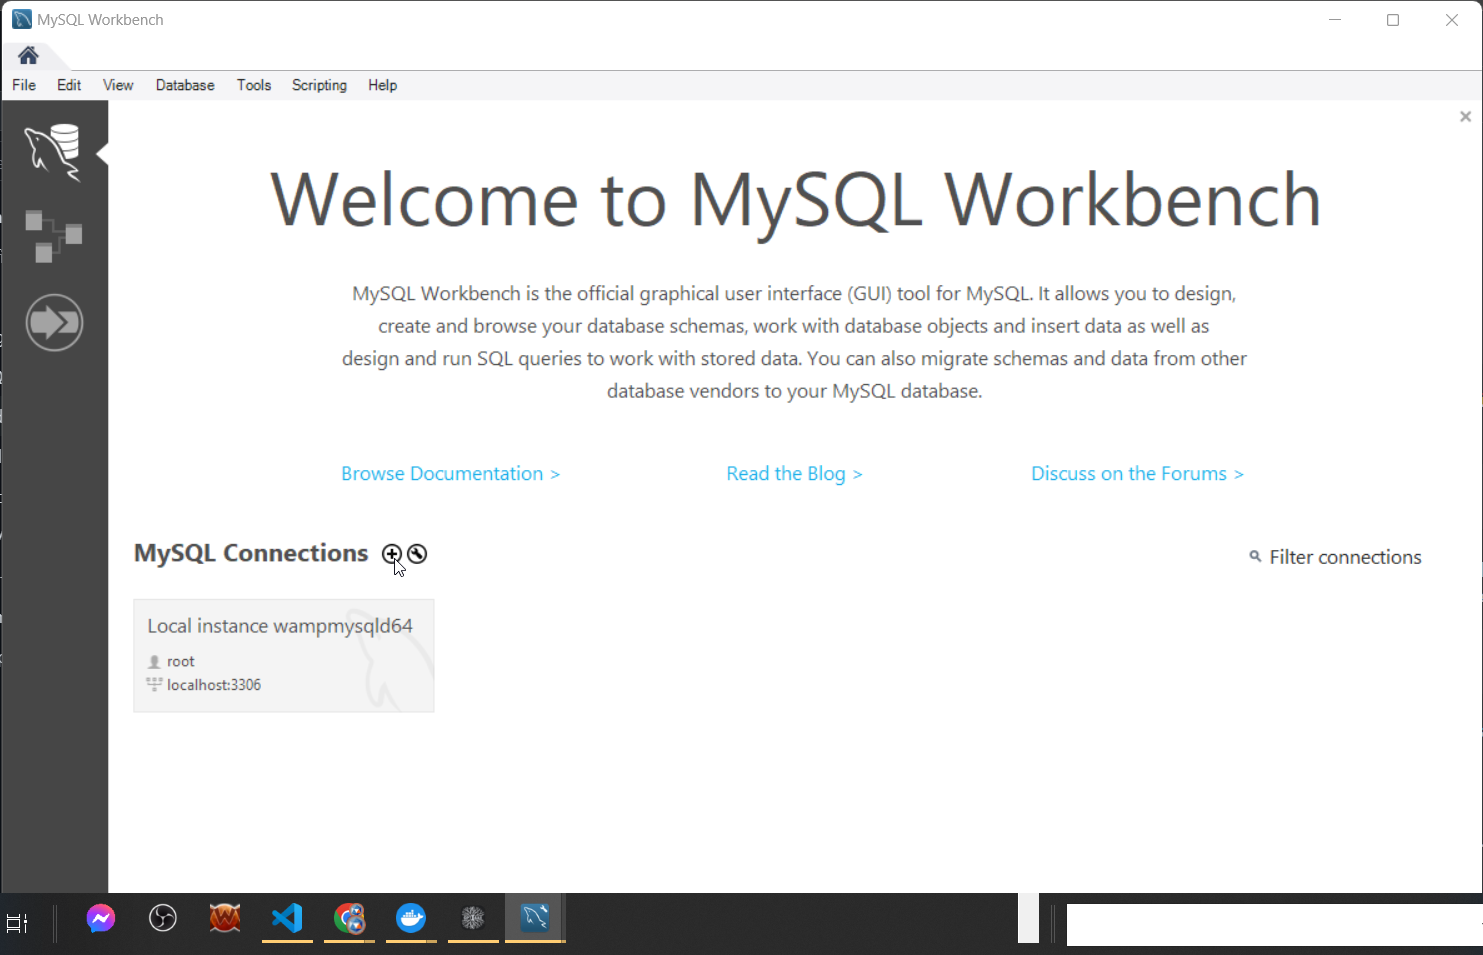 MySQL Workbench
File Edit View Database Tools Scripting Help
Welcome to MySQL Workbench
MySQL Workbench is the official graphical user interface (GUI) tool for MySQL. It allows you to design,
create and browse your database schemas, work with database objects and insert data as well as
design and run SQL queries to work with stored data. You can also migrate schemas and data from other
database vendors to your MySQL database.
Browse Documentation > Read the Blog > Discuss on the Forums >
MySQL Connections Filter connections
Local instance wampmysqld64
root
localhost:3306